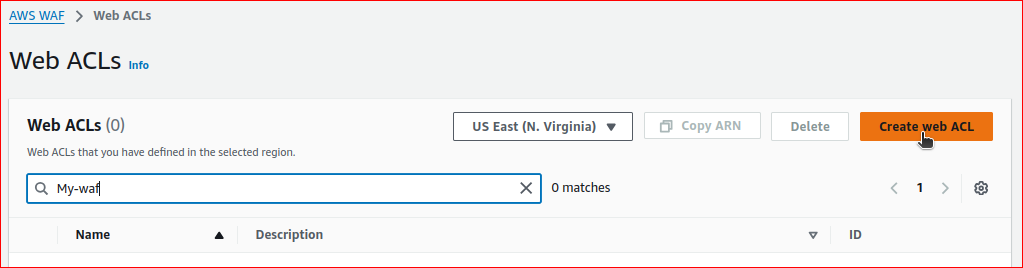 AWS WAF > Web ACLs
Web ACLs Info
Web ACLs (0) US East (N. Virginia) Copy ARN Delete Create web ACL
Web ACLs that you have defined in the selected region.
My-waf 0 matches 1
Name Description ID